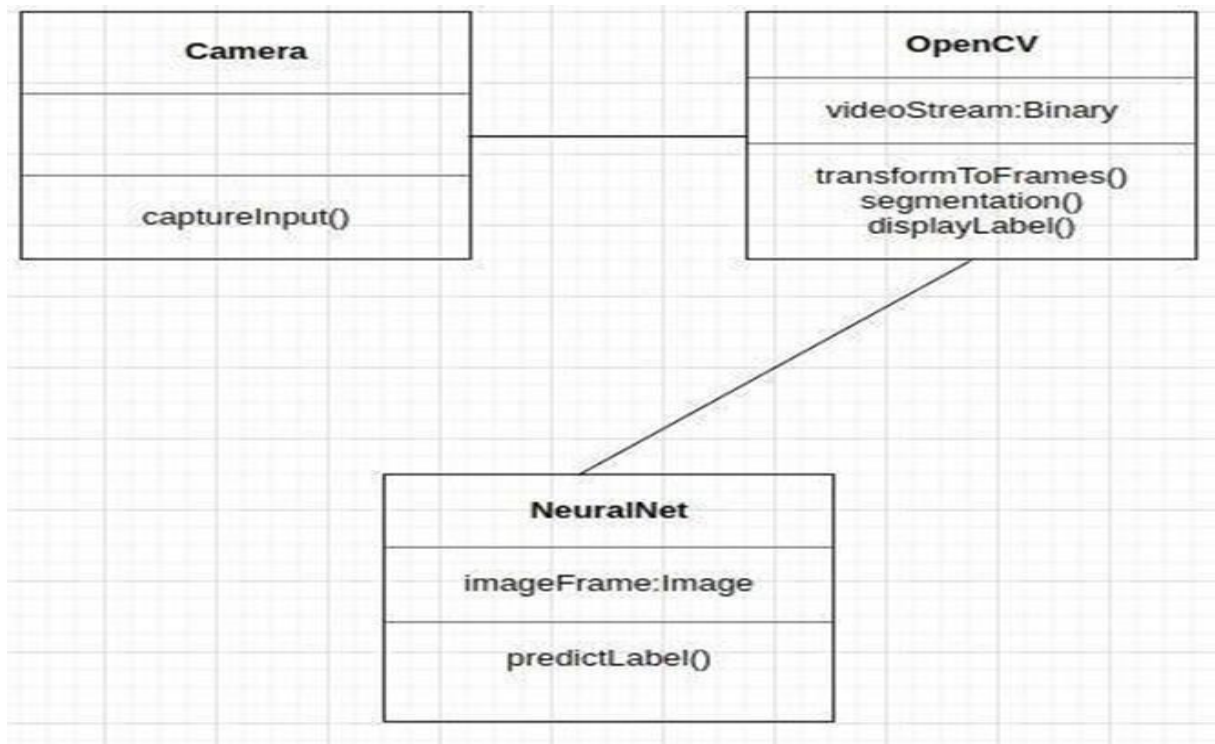 Camera
captureInput()
OpenCV
videoStream:Binary
transformToFrames()
segmentation()
displayLabel()
NeuralNet
imageFrame:Image
predictLabel()